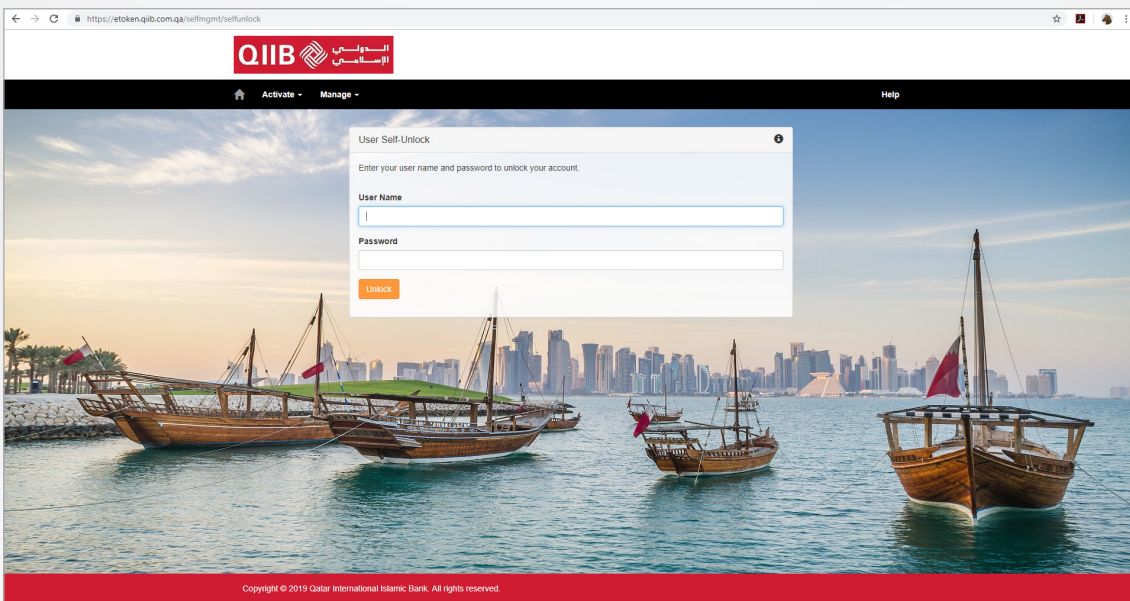 https://etoken.qiib.com.qa/selfmgmt/selfunlock
QIIB الدولي
الإسلامي
Activate Manage Help
User Self-Unlock
Enter your user name and password to unlock your account.
User Name
Password
Unlock
Copyright © 2019 Qatar International Islamic Bank. All rights reserved.